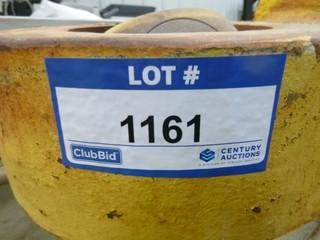 LOT #
1161
ClubBid
CENTURY
AUCTIONS